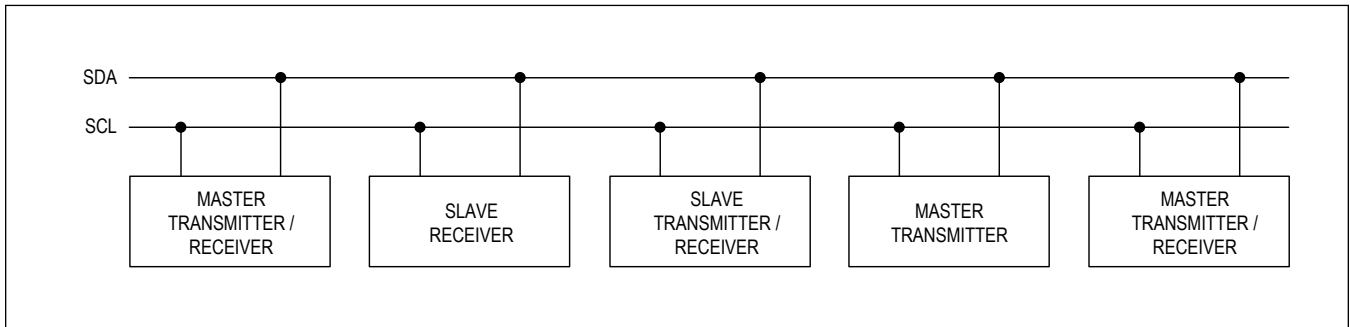 SDA
SCL
MASTER
TRANSMITTER /
RECEIVER
SLAVE
RECEIVER
SLAVE
TRANSMITTER /
RECEIVER
MASTER
TRANSMITTER
MASTER
TRANSMITTER /
RECEIVER